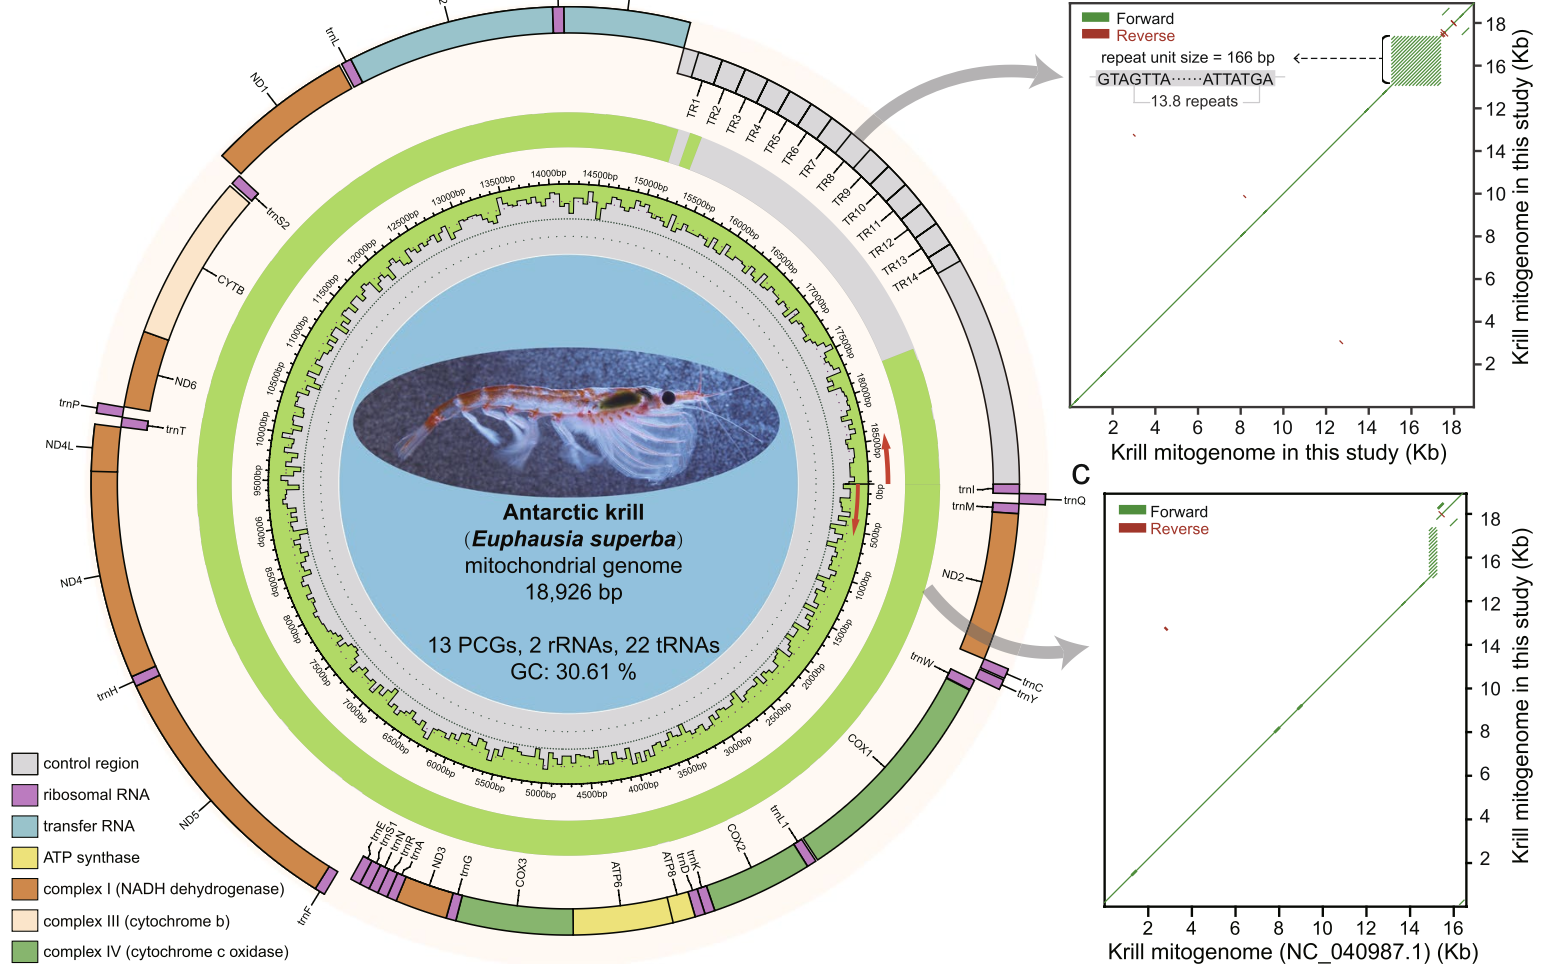 trnL
ND1
trnS2
CYTB
ND6
trnP
trnT
ND4L
ND4
trnH
ND5
trnF
trnE
trnS1
trnN
trnR
trnA
ND3
trnG
COX3
ATP6
ATP8
trnD
trnK
COX2
trnL1
COX1
trnW
trnY
trnC
ND2
trnM
trnQ
trnI
TR1
TR2
TR3
TR4
TR5
TR6
TR7
TR8
TR9
TR10
TR11
TR12
TR13
TR14
0bp
500bp
1000bp
1500bp
2000bp
2500bp
3000bp
3500bp
4000bp
4500bp
5000bp
5500bp
6000bp
6500bp
7000bp
7500bp
8000bp
8500bp
9000bp
9500bp
10000bp
10500bp
11000bp
11500bp
12000bp
12500bp
13000bp
13500bp
14000bp
14500bp
15000bp
15500bp
16000bp
16500bp
17000bp
17500bp
18000bp
18500bp
Antarctic krill
(Euphausia superba)
mitochondrial genome
18,926 bp
13 PCGs, 2 rRNAs, 22 tRNAs
GC: 30.61 %
control region
ribosomal RNA
transfer RNA
ATP synthase
complex I (NADH dehydrogenase)
complex III (cytochrome b)
complex IV (cytochrome c oxidase)
Forward
Reverse
repeat unit size = 166 bp
GTAGTTA······ATTATGA
13.8 repeats
18
16
12
14
10
8
6
4
2
Krill mitogenome in this study (Kb)
2 4 6 8 10 12 14 16 18
Krill mitogenome in this study (Kb)
C
Forward
Reverse
18
16
12
14
10
8
6
4
2
Krill mitogenome in this study (Kb)
2 4 6 8 10 12 14 16
Krill mitogenome (NC_040987.1) (Kb)